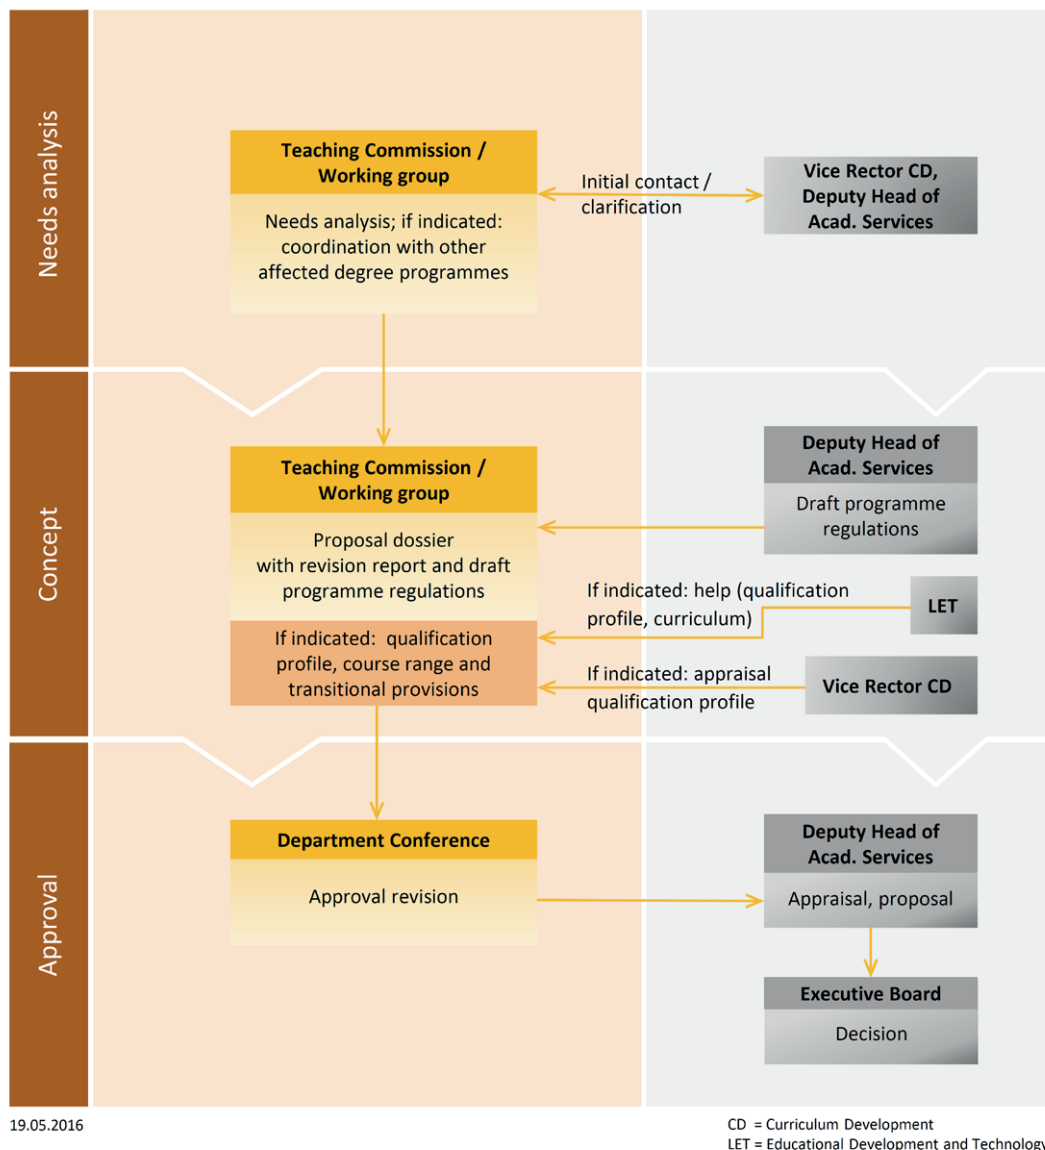 Needs analysis
Teaching Commission /
Working group
Needs analysis; if indicated:
coordination with other
affected degree programmes
Initial contact /
clarification
Vice Rector CD,
Deputy Head of
Acad. Services
Concept
Teaching Commission /
Working group
Proposal dossier
with revision report and draft
programme regulations
If indicated:  qualification
profile, course range and
transitional provisions
Deputy Head of
Acad. Services
Draft programme
regulations
If indicated: help (qualification
profile, curriculum)
LET
If indicated: appraisal
qualification profile
Vice Rector CD
Approval
Department Conference
Approval revision
Deputy Head of
Acad. Services
Appraisal, proposal
Executive Board
Decision
19.05.2016
CD  = Curriculum Development
LET = Educational Development and Technology